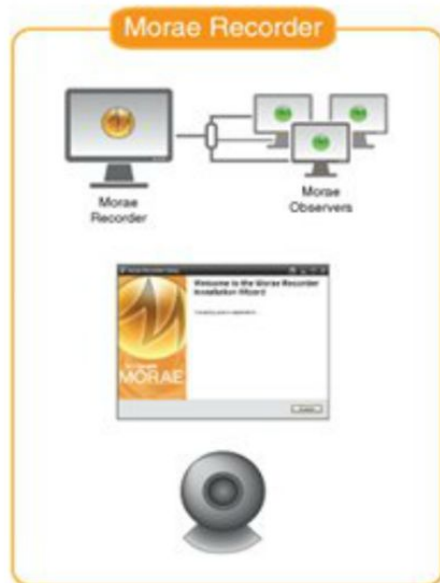 Morae Recorder
Morae
Recorder
Morae
Observers
Welcome to the Morae Recorder
Installation Wizard
MORAE